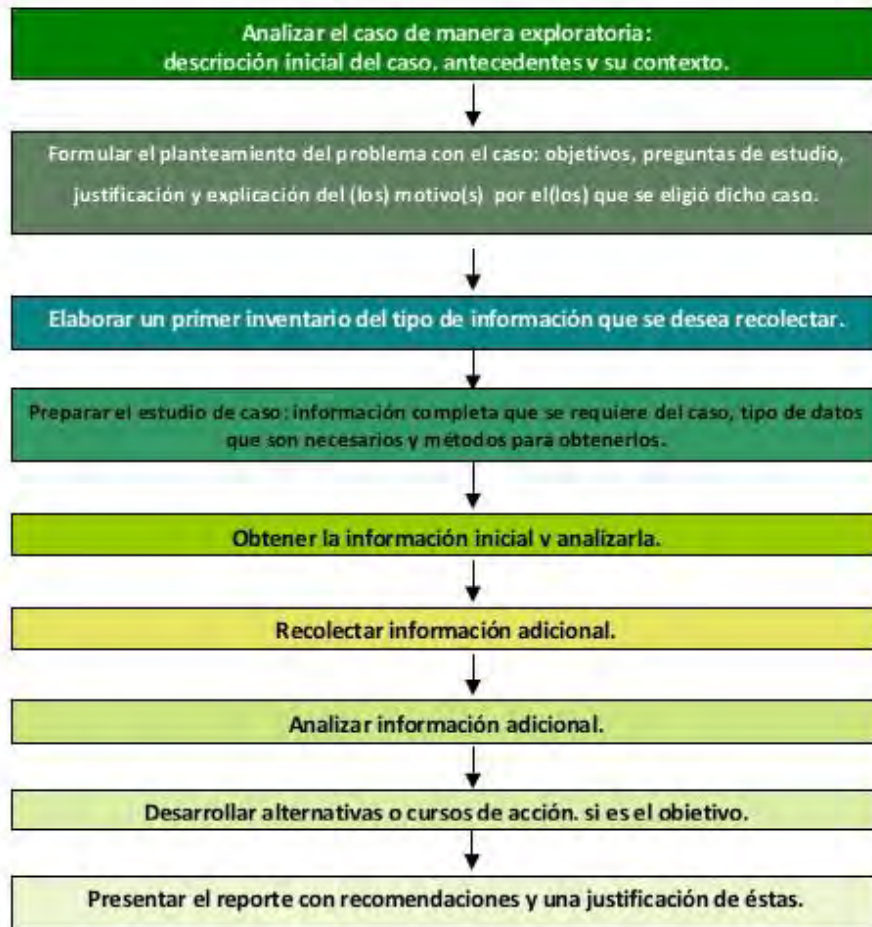 Analizar el caso de manera exploratoria:
descripción inicial del caso, antecedentes y su contexto.
Formular el planteamiento del problema con el caso: objetivos, preguntas de estudio,
justificación y explicación del (los) motivo(s) por el(los) que se eligió dicho caso.
Elaborar un primer inventario del tipo de información que se desea recolectar.
Preparar el estudio de caso: información completa que se requiere del caso, tipo de datos
que son necesarios y métodos para obtenerlos.
Obtener la información inicial y analizarla.
Recolectar información adicional.
Analizar información adicional.
Desarrollar alternativas o cursos de acción, si es el objetivo.
Presentar el reporte con recomendaciones y una justificación de éstas.